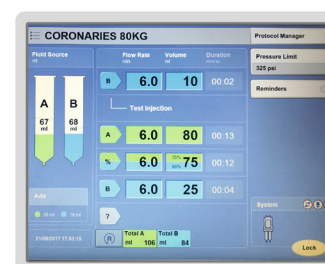 CORONARIES 80KG
Protocol Manager
Fluid Source
ml
Flow Rate
ml/s
Volume
ml
Duration
mm:ss
Pressure Limit
325 psi
Reminders
B 6.0 10 00:02
Test Injection
A B
67 ml
68 ml
A 6.0 80 00:13
% 6.0 75 00:12
B 6.0 25 00:04
?
Add
System
21/08/2017 17:03:19
R
Total A
ml 106
Total B
ml 84
Lock